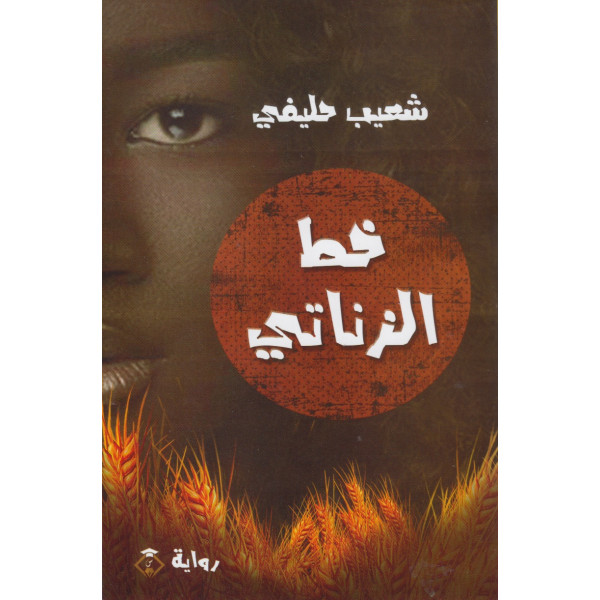 شعيب حليفي
خط
الزناتي
رواية